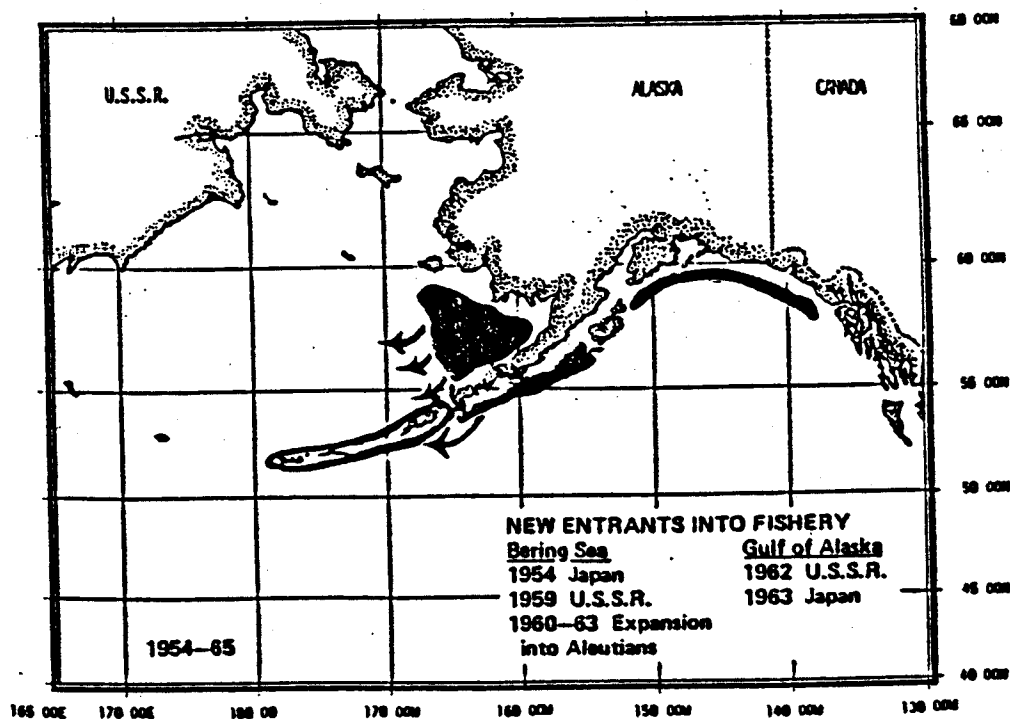 68 00N
U.S.S.R.
ALASKA
CANADA
65 00N
60 00N
55 00N
50 00N
NEW ENTRANTS INTO FISHERY
Bering Sea
1954 Japan
1959 U.S.S.R.
1960–63 Expansion
into Aleutians
Gulf of Alaska
1962 U.S.S.R.
1963 Japan
45 00N
1954–65
40 00N
165 00E 170 00E 180 00 170 00W 160 00W 150 00W 140 00W 130 00W